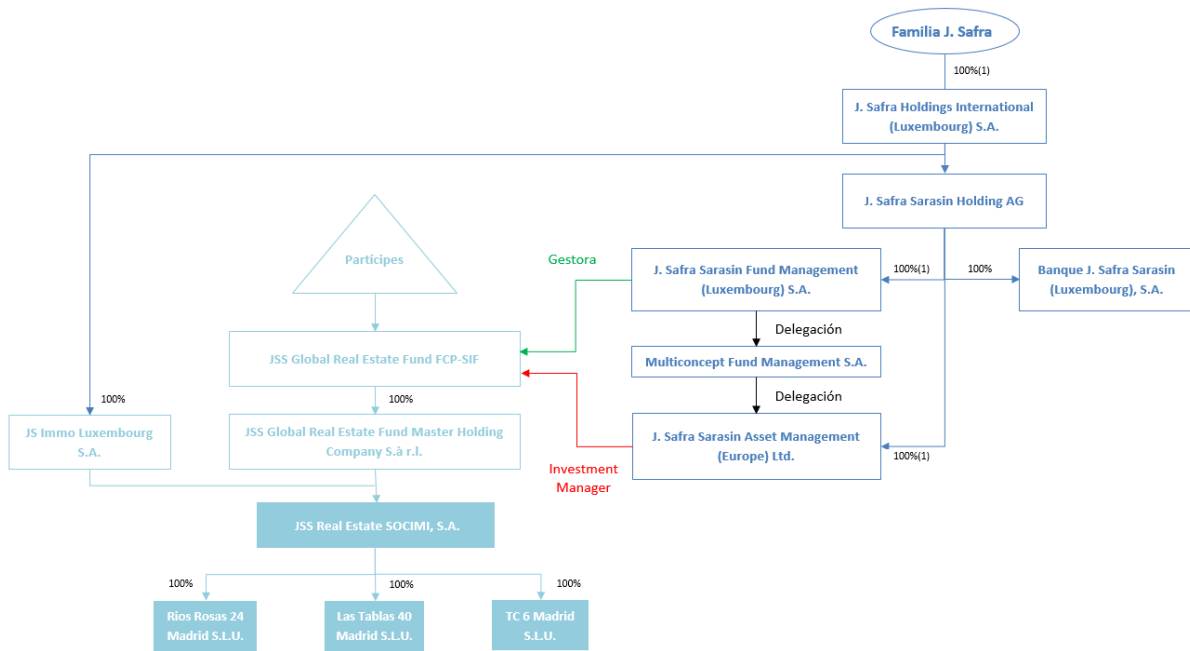 Familia J. Safra
100%(1)
J. Safra Holdings International
(Luxembourg) S.A.
J. Safra Sarasin Holding AG
Partícipes
Gestora
J. Safra Sarasin Fund Management
(Luxembourg) S.A.
100%(1)
100%
Banque J. Safra Sarasin
(Luxembourg), S.A.
Delegación
JSS Global Real Estate Fund FCP-SIF
Multiconcept Fund Management S.A.
Delegación
100%
100%
JS Immo Luxembourg
S.A.
JSS Global Real Estate Fund Master Holding
Company S.à r.l.
J. Safra Sarasin Asset Management
(Europe) Ltd.
100%(1)
Investment
Manager
JSS Real Estate SOCIMI, S.A.
100%
100%
100%
Rios Rosas 24
Madrid S.L.U.
Las Tablas 40
Madrid S.L.U.
TC 6 Madrid
S.L.U.